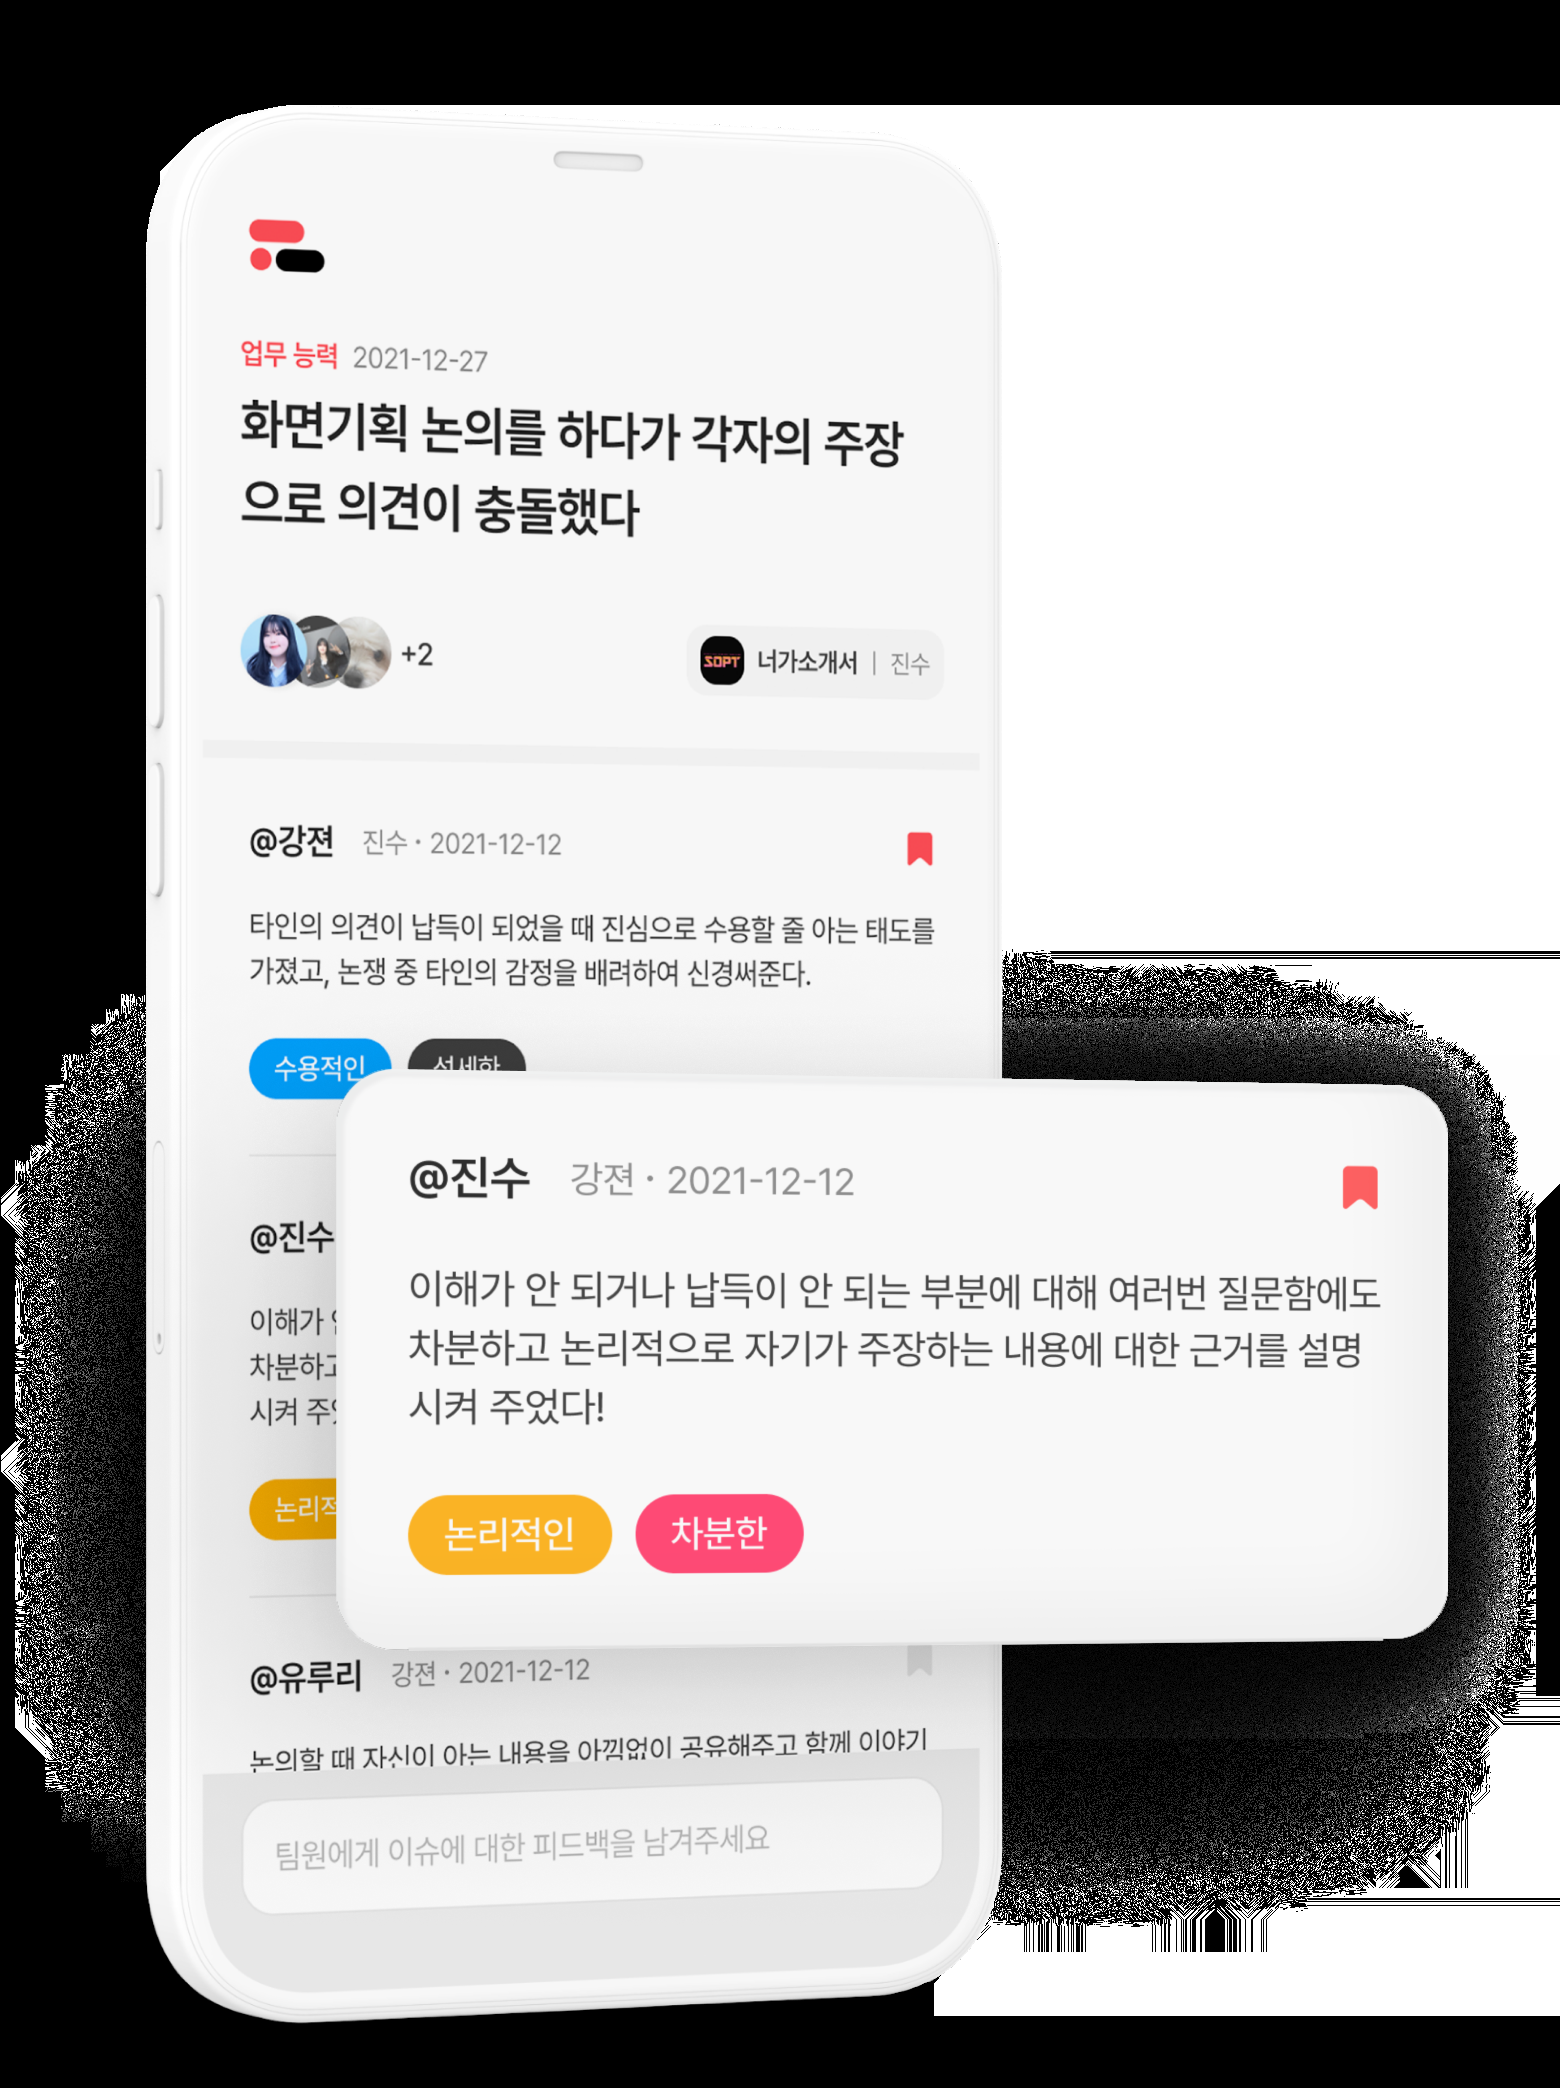 업무 능력 2021-12-27
화면기획 논의를 하다가 각자의 주장
으로 의견이 충돌했다
+2
SOPT 너가소개서 | 진수
@강젼 진수 · 2021-12-12
타인의 의견이 납득이 되었을 때 진심으로 수용할 줄 아는 태도를
가졌고, 논쟁 중 타인의 감정을 배려하여 신경써준다.
수용적인 섬세한
@진수 강젼 · 2021-12-12
이해가 안 되거나 납득이 안 되는 부분에 대해 여러번 질문함에도
차분하고 논리적으로 자기가 주장하는 내용에 대한 근거를 설명
시켜 주었다!
논리적인 차분한
@진수
이해가
차분하고
시켜
@유루리 강젼 · 2021-12-12
논의할 때 자신이 아는 내용을 아낌없이 공유해주고 함께 이야기
팀원에게 이슈에 대한 피드백을 남겨주세요